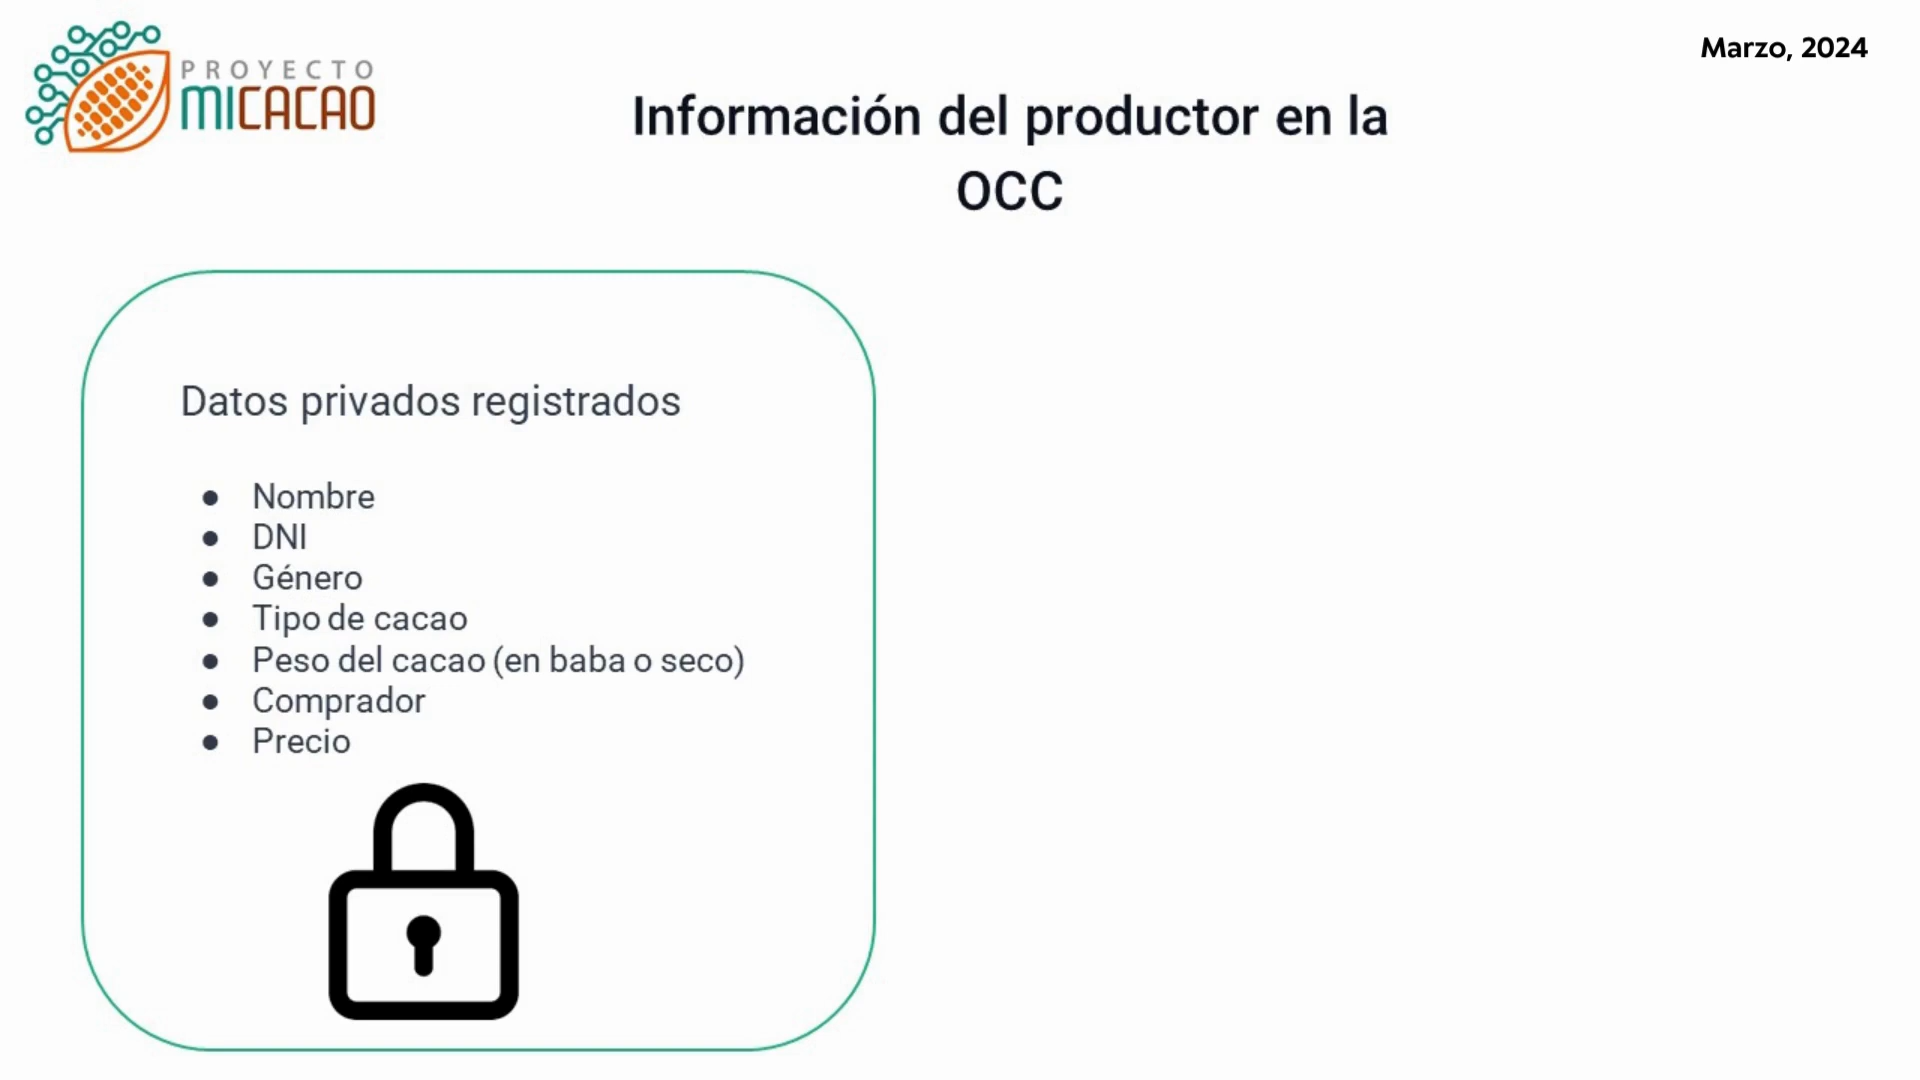 PROYECTO
MICACAO
Marzo, 2024
Información del productor en la
OCC
Datos privados registrados
● Nombre
● DNI
● Género
● Tipo de cacao
● Peso del cacao (en baba o seco)
● Comprador
● Precio